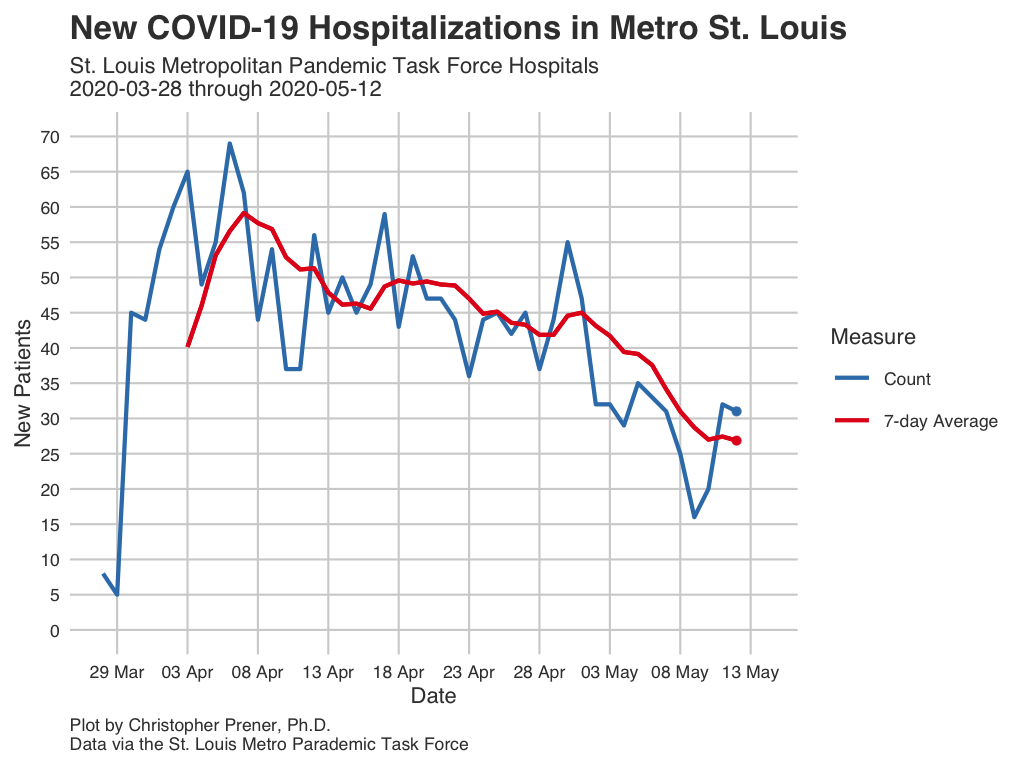 New COVID-19 Hospitalizations in Metro St. Louis
St. Louis Metropolitan Pandemic Task Force Hospitals
2020-03-28 through 2020-05-12
New Patients
70
65
60
55
50
45
40
35
30
25
20
15
10
5
0
29 Mar 03 Apr 08 Apr 13 Apr 18 Apr 23 Apr 28 Apr 03 May 08 May 13 May
Date
Measure
Count
7-day Average
Plot by Christopher Prener, Ph.D.
Data via the St. Louis Metro Parademic Task Force